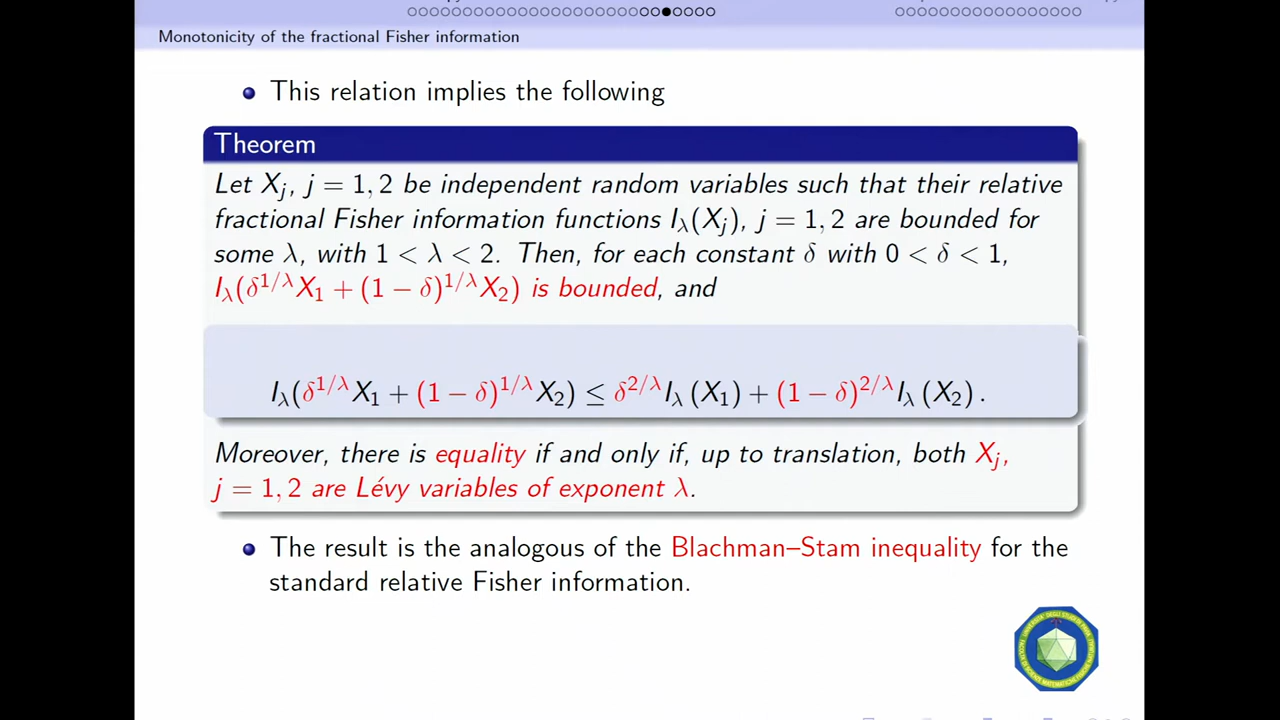 Monotonicity of the fractional Fisher information
This relation implies the following
Theorem
Let X_j, j = 1, 2 be independent random variables such that their relative
fractional Fisher information functions I_λ(X_j), j = 1, 2 are bounded for
some λ, with 1 < λ < 2. Then, for each constant δ with 0 < δ < 1,
I_λ(δ^{1/λ}X_1 + (1 − δ)^{1/λ}X_2) is bounded, and
I_λ(δ^{1/λ}X_1 + (1 − δ)^{1/λ}X_2) ≤ δ^{2/λ}I_λ (X_1) + (1 − δ)^{2/λ}I_λ (X_2) .
Moreover, there is equality if and only if, up to translation, both X_j,
j = 1, 2 are Lévy variables of exponent λ.
The result is the analogous of the Blachman–Stam inequality for the
standard relative Fisher information.